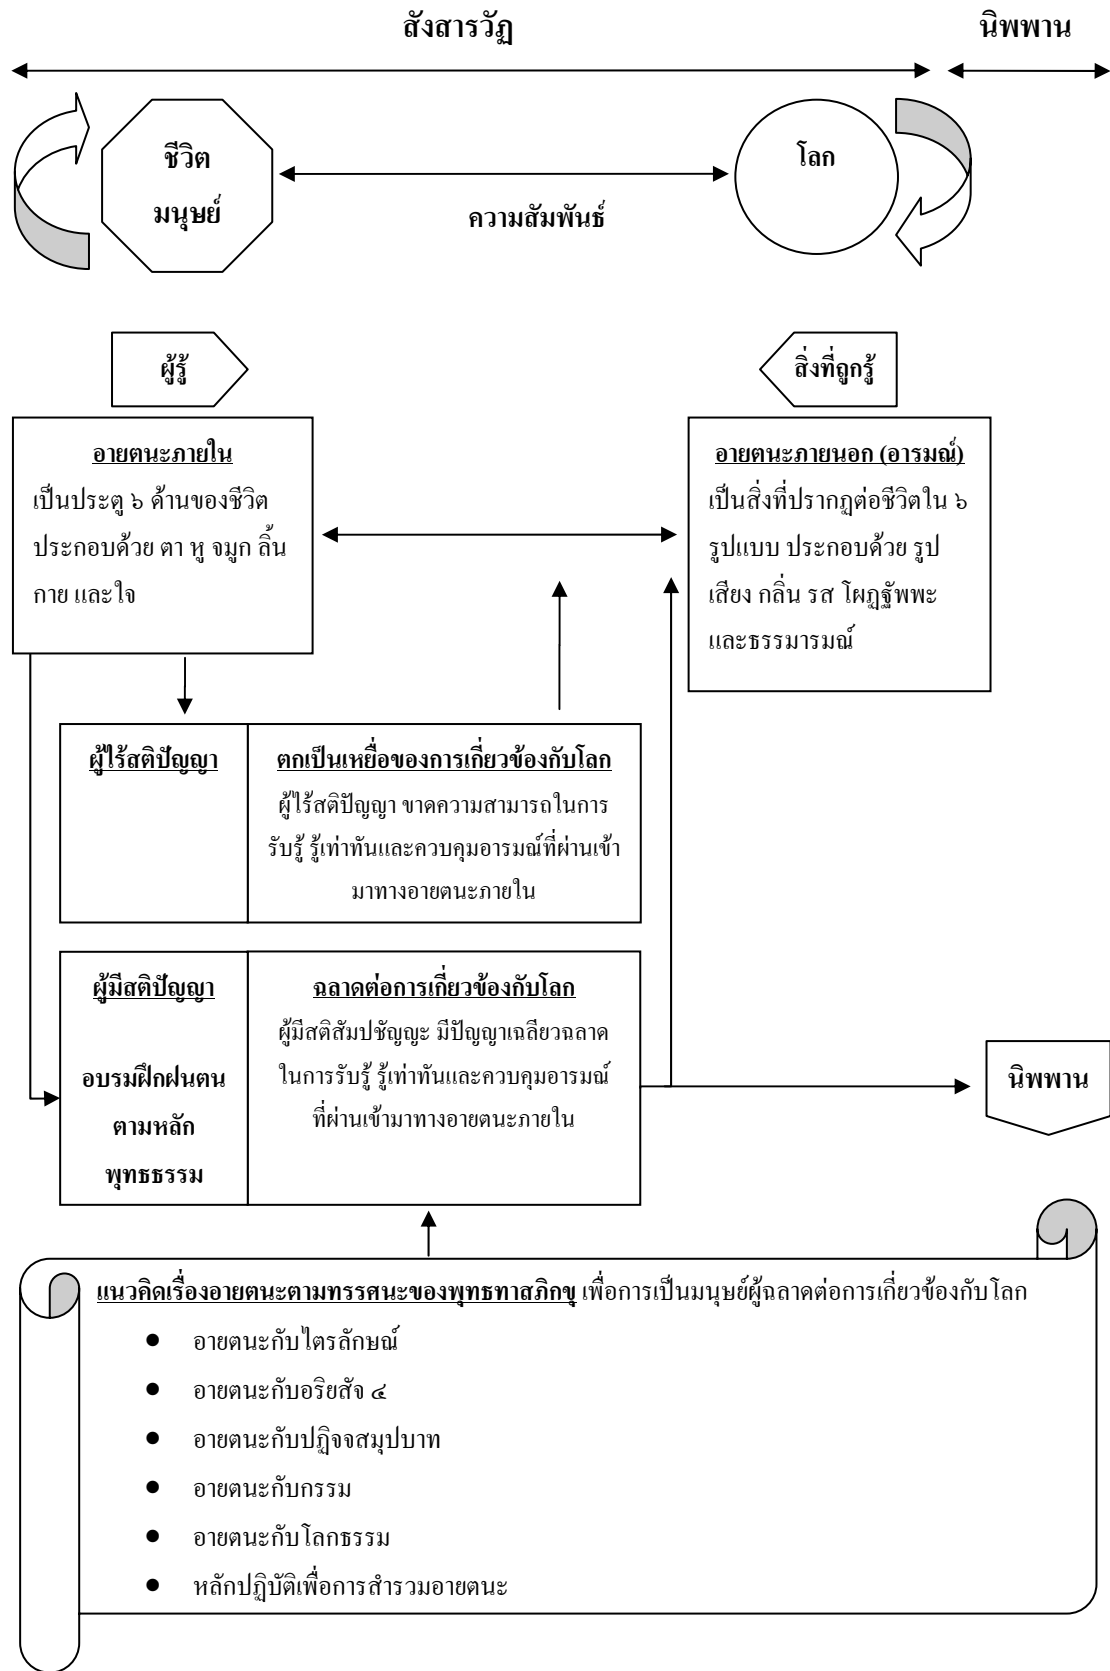 สังสารวัฏ
นิพพาน
ชีวิต
มนุษย์
ความสัมพันธ์
โลก
ผู้รู้
สิ่งที่ถูกรู้
อายตนะภายใน
เป็นประตู ๖ ด้านของชีวิต
ประกอบด้วย ตา หู จมูก ลิ้น
กาย และใจ
อายตนะภายนอก (อารมณ์)
เป็นสิ่งที่ปรากฏต่อชีวิตใน ๖
รูปแบบ ประกอบด้วย รูป
เสียง กลิ่น รส โผฏฐัพพะ
และธรรมารมณ์
ผู้ไร้สติปัญญา
ตกเป็นเหยื่อของการเกี่ยวข้องกับโลก
ผู้ไร้สติปัญญา ขาดความสามารถในการ
รับรู้ รู้เท่าทันและควบคุมอารมณ์ที่ผ่านเข้า
มาทางอายตนะภายใน
ผู้มีสติปัญญา
อบรมฝึกฝนตน
ตามหลัก
พุทธธรรม
ฉลาดต่อการเกี่ยวข้องกับโลก
ผู้มีสติสัมปชัญญะ มีปัญญาเฉลียวฉลาด
ในการรับรู้ รู้เท่าทันและควบคุมอารมณ์
ที่ผ่านเข้ามาทางอายตนะภายใน
นิพพาน
แนวคิดเรื่องอายตนะตามทรรศนะของพุทธทาสภิกขุ เพื่อการเป็นมนุษย์ผู้ฉลาดต่อการเกี่ยวข้องกับโลก
● อายตนะกับไตรลักษณ์
● อายตนะกับอริยสัจ ๔
● อายตนะกับปฏิจจสมุปบาท
● อายตนะกับกรรม
● อายตนะกับโลกธรรม
● หลักปฏิบัติเพื่อการสำรวมอายตนะ